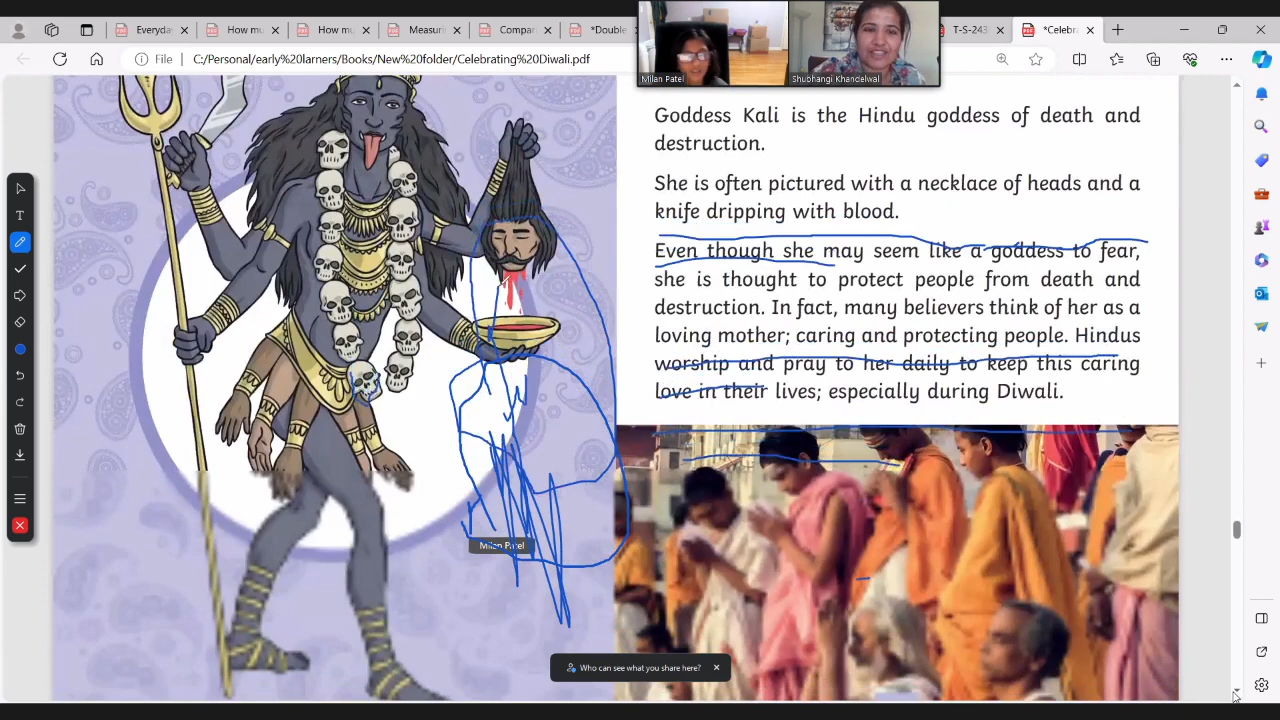 Everyda
How mu
How mu
Measuri
Compar
*Double
T-S-243
*Celebra
File
C:/Personal/early%20larners/Books/New%20folder/Celebrating%20Diwali.pdf
Milan Patel
Shubhangi Khandelwal
Goddess Kali is the Hindu goddess of death and
destruction.
She is often pictured with a necklace of heads and a
knife dripping with blood.
Even though she may seem like a goddess to fear,
she is thought to protect people from death and
destruction. In fact, many believers think of her as a
loving mother; caring and protecting people. Hindus
worship and pray to her daily to keep this caring
love in their lives; especially during Diwali.
T
Milan Patel
Who can see what you share here?